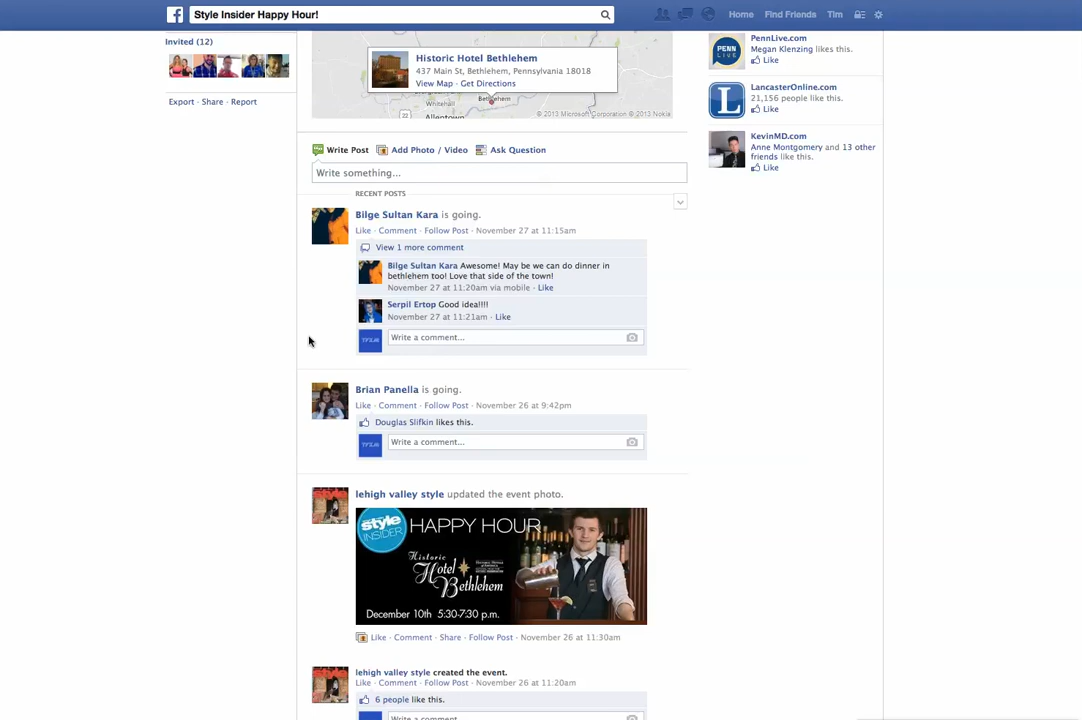 Style Insider Happy Hour!
Home
Find Friends
Tim
Invited (12)
Export · Share · Report
Historic Hotel Bethlehem
437 Main St, Bethlehem, Pennsylvania 18018
View Map · Get Directions
Whitehall
Bethlehem
Allentown
22
© 2013 Microsoft Corporation © 2013 Nokia
Write Post
Add Photo / Video
Ask Question
Write something...
RECENT POSTS
Bilge Sultan Kara is going.
Like · Comment · Follow Post · November 27 at 11:15am
View 1 more comment
Bilge Sultan Kara Awesome! May be we can do dinner in
bethlehem too! Love that side of the town!
November 27 at 11:20am via mobile · Like
Serpil Ertop Good idea!!!!
November 27 at 11:21am · Like
Write a comment...
Brian Panella is going.
Like · Comment · Follow Post · November 26 at 9:42pm
Douglas Slifkin likes this.
Write a comment...
lehigh valley style updated the event photo.
style
INSIDER
HAPPY HOUR
Historic
Hotel
Bethlehem
December 10th 5:30-7:30 p.m.
Like · Comment · Share · Follow Post · November 26 at 11:30am
lehigh valley style created the event.
Like · Comment · Follow Post · November 26 at 11:20am
6 people like this.
Write a comment...
PENN
LIVE
PennLive.com
Megan Klenzing likes this.
Like
L
LancasterOnline.com
21,156 people like this.
Like
KevinMD.com
Anne Montgomery and 13 other
friends like this.
Like